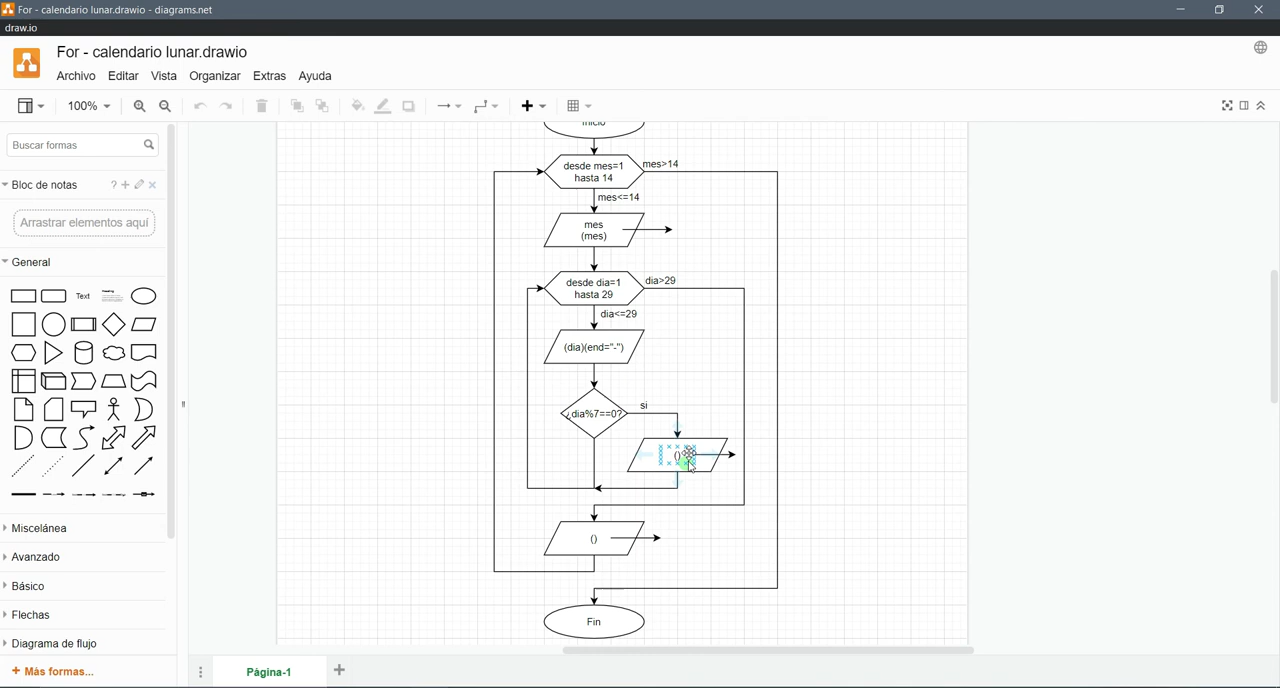 For - calendario lunar.drawio - diagrams.net
draw.io
For - calendario lunar.drawio
Archivo Editar Vista Organizar Extras Ayuda
100%
Buscar formas
Bloc de notas ?
Arrastrar elementos aquí
General
Text
Heading
Misceláneo
Avanzado
Básico
Flechas
Diagrama de flujo
+ Más formas...
Inicio
desde mes=1
hasta 14
mes>14
mes<=14
mes
(mes)
desde dia=1
hasta 29
dia>29
dia<=29
(dia)(end="-")
¿dia%7==0?
si
()
()
Fin
Página-1